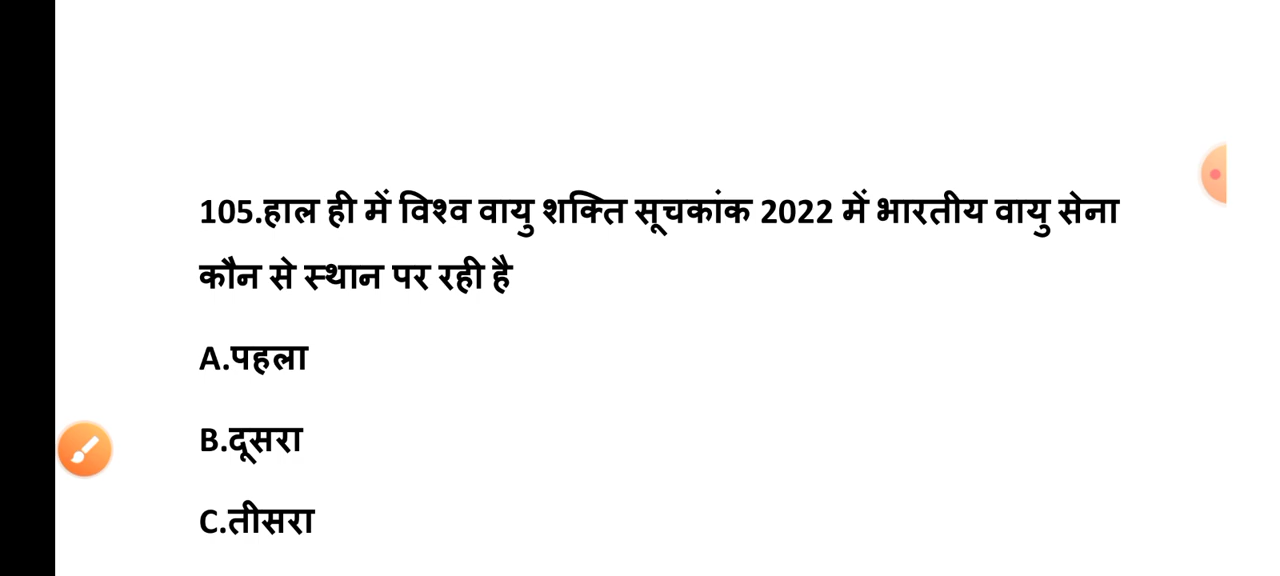 105.हाल ही में विश्व वायु शक्ति सूचकांक 2022 में भारतीय वायु सेना
कौन से स्थान पर रही है
A.पहला
B.दूसरा
C.तीसरा